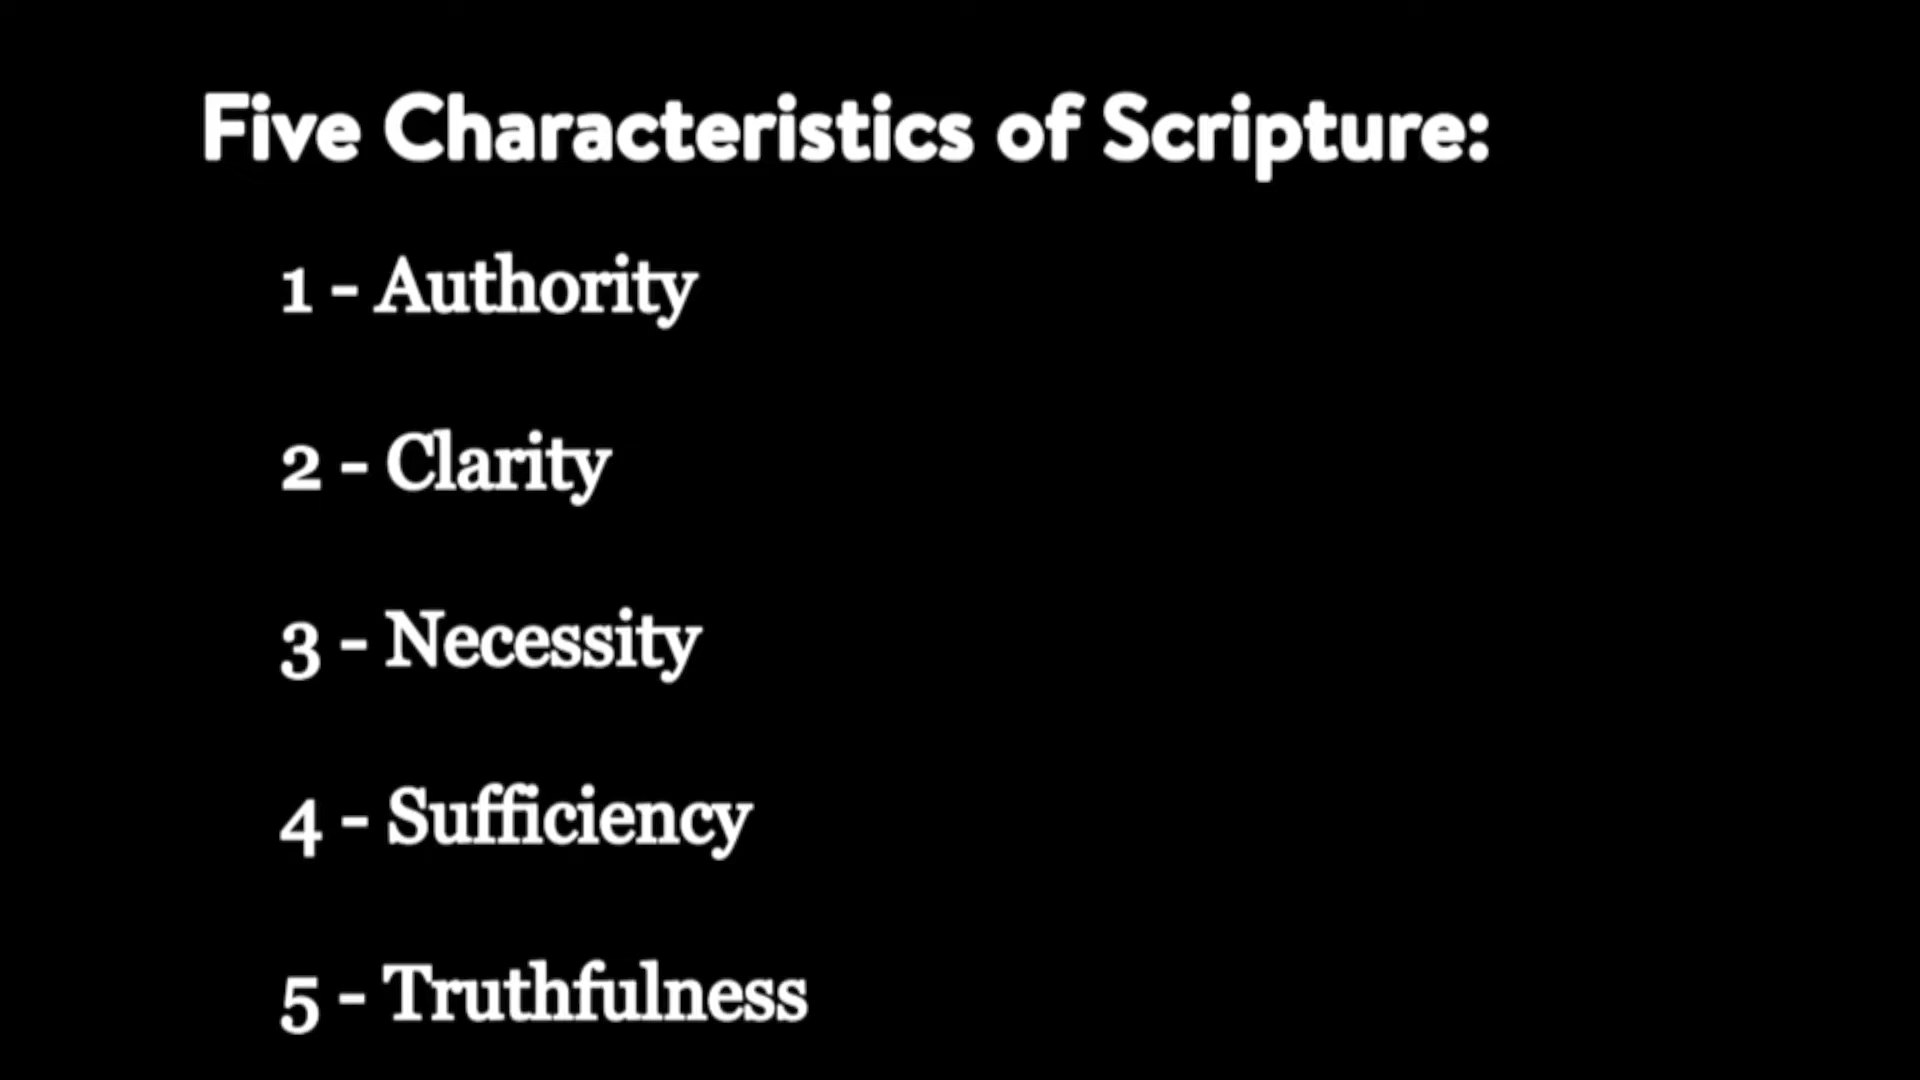 Five Characteristics of Scripture:
1 - Authority
2 - Clarity
3 - Necessity
4 - Sufficiency
5 - Truthfulness